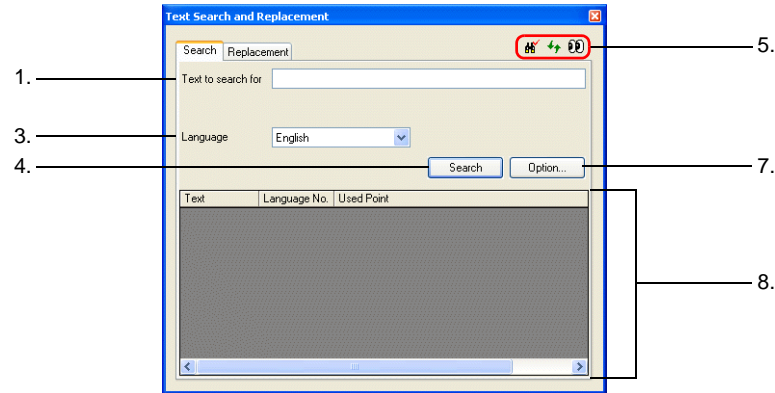 Text Search and Replacement
Search Replacement
5.
1.
Text to search for
3.
Language English
4.
Search Option...
7.
Text Language No. Used Point
8.